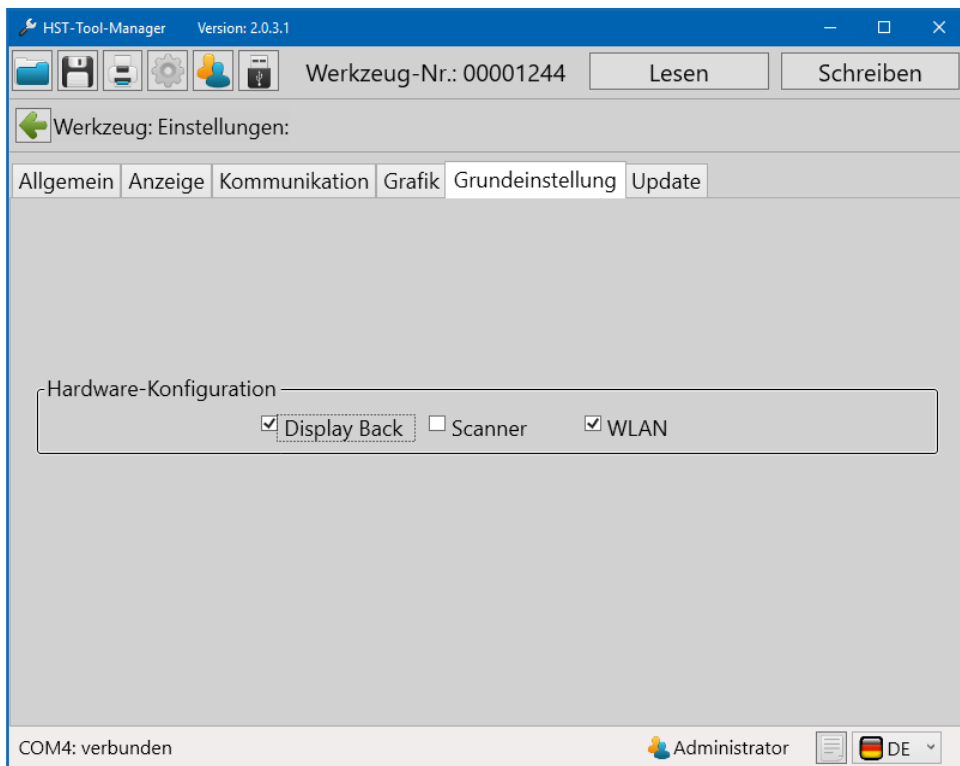 HST-Tool-Manager Version: 2.0.3.1
Werkzeug-Nr.: 00001244 Lesen Schreiben
Werkzeug: Einstellungen:
Allgemein Anzeige Kommunikation Grafik Grundeinstellung Update
Hardware-Konfiguration
Display Back Scanner WLAN
COM4: verbunden Administrator DE